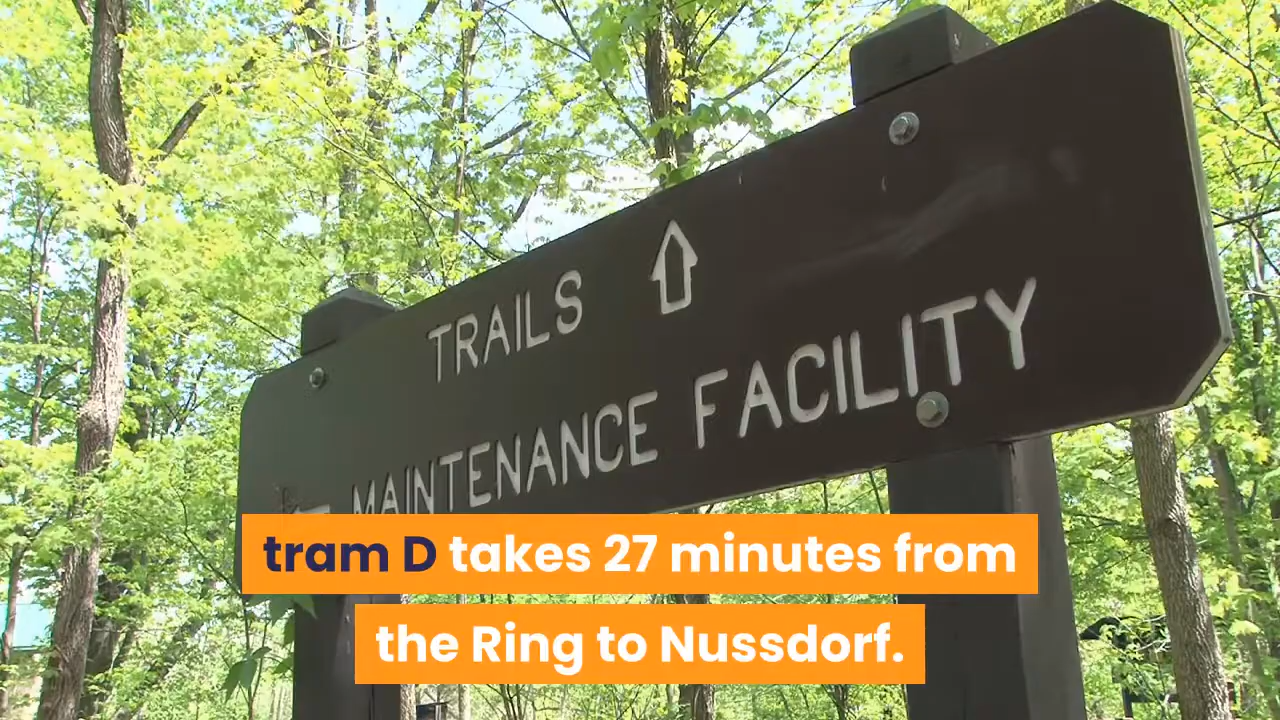 TRAILS
MAINTENANCE FACILITY
tram D takes 27 minutes from
the Ring to Nussdorf.